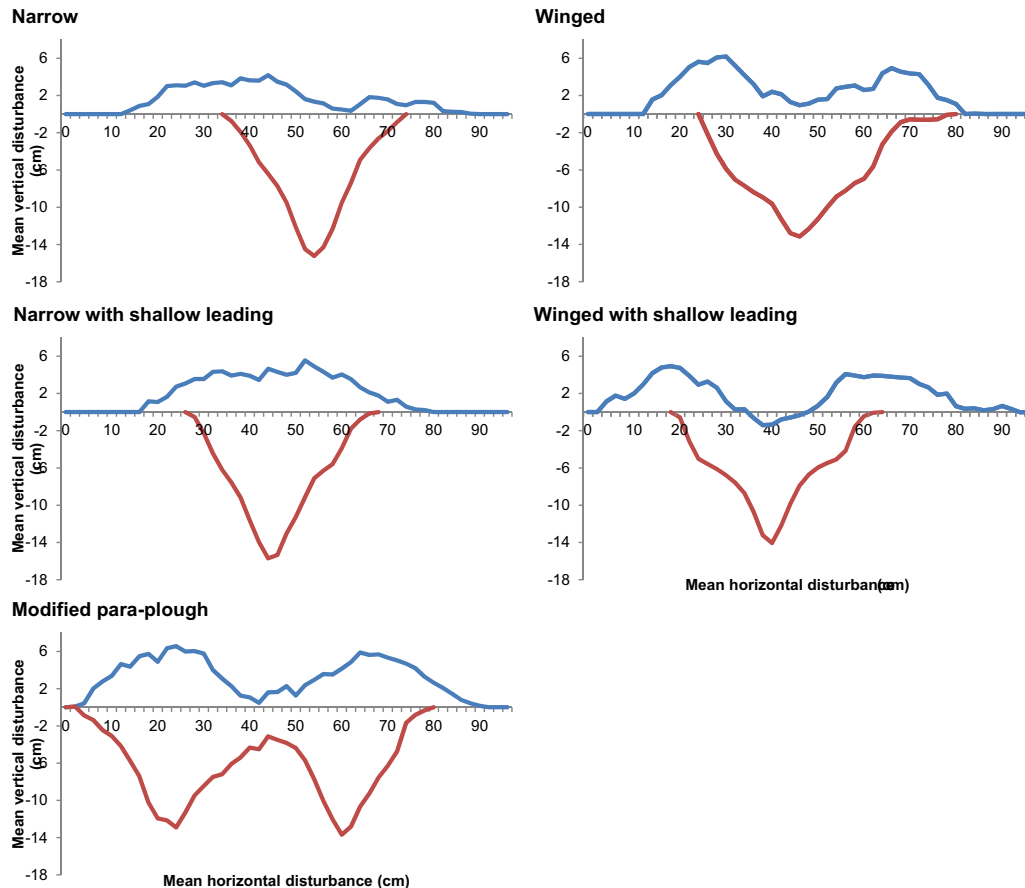 Narrow
Mean vertical disturbance
(cm)
6
2
-2
-6
-10
-14
-18
0 10 20 30 40 50 60 70 80 90
Winged
6
2
-2
-6
-10
-14
-18
0 10 20 30 40 50 60 70 80 90
Narrow with shallow leading
Mean vertical disturbance
(cm)
6
2
-2
-6
-10
-14
-18
0 10 20 30 40 50 60 70 80 90
Winged with shallow leading
6
2
-2
-6
-10
-14
-18
0 10 20 30 40 50 60 70 80 90
Mean horizontal disturbance (cm)
Modified para-plough
Mean vertical disturbance
(cm)
6
2
-2
-6
-10
-14
-18
0 10 20 30 40 50 60 70 80 90
Mean horizontal disturbance (cm)